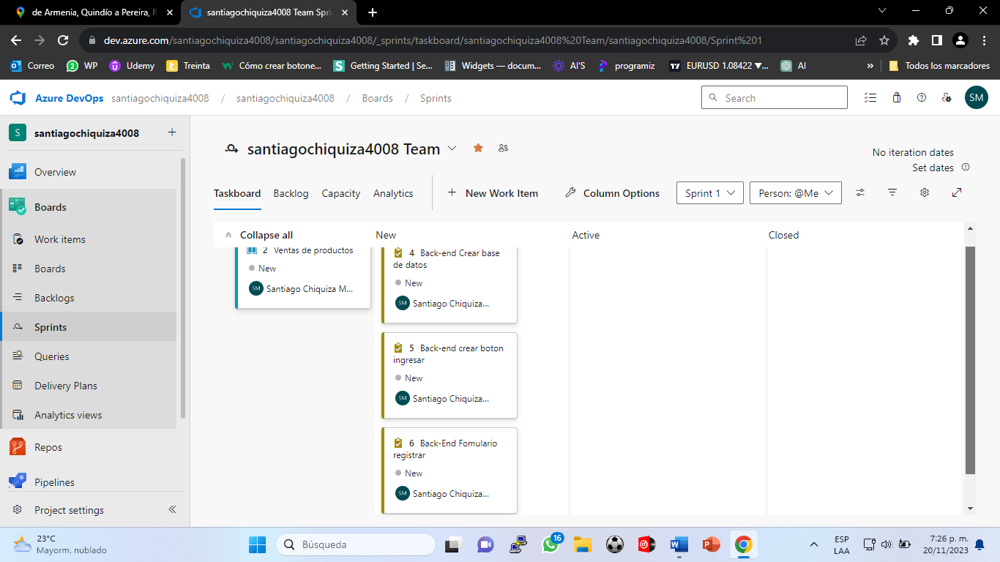 de Armenia, Quindío a Pereira, R
santiagochiquiza4008 Team Spri
dev.azure.com/santiagochiquiza4008/santiagochiquiza4008/_sprints/taskboard/santiagochiquiza4008%20Team/santiagochiquiza4008/Sprint%201
Correo
2
WP
Udemy
Treinta
Cómo crear botone...
Getting Started | Se...
Widgets — docum...
AI'S
programiz
EURUSD 1.08422 ▼...
AI
»
Todos los marcadores
Azure DevOps santiagochiquiza4008 / santiagochiquiza4008 / Boards / Sprints
Search
SM
S santiagochiquiza4008 +
Overview
Boards
Work items
Boards
Backlogs
Sprints
Queries
Delivery Plans
Analytics views
Repos
Pipelines
Project settings
santiagochiquiza4008 Team
No iteration dates
Set dates
Taskboard Backlog Capacity Analytics
+ New Work Item
Column Options
Sprint 1
Person: @Me
Collapse all New Active Closed
2 Ventas de productos
New
SM Santiago Chiquiza M...
4 Back-end Crear base
de datos
New
SM Santiago Chiquiza...
5 Back-end crear boton
ingresar
New
SM Santiago Chiquiza...
6 Back-End Fomulario
registrar
New
SM Santiago Chiquiza...
23°C
Mayorm. nublado
Búsqueda
16
ESP
LAA
7:26 p. m.
20/11/2023